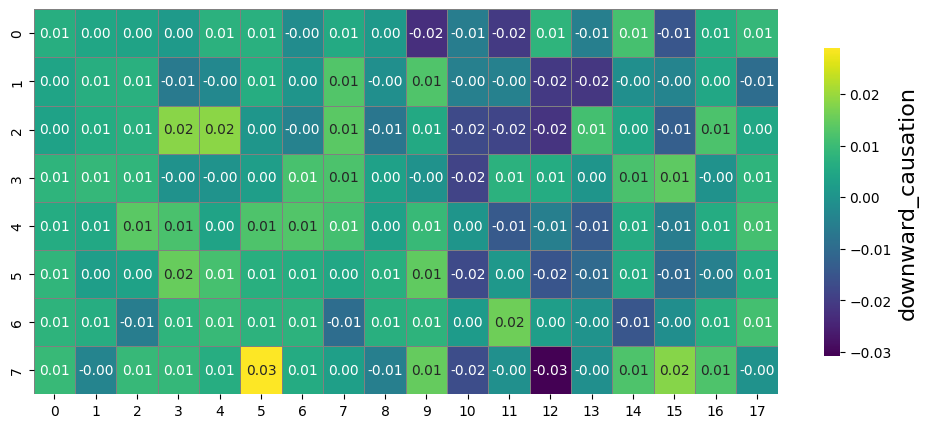 0 0.01 0.00 0.00 0.00 0.01 0.01 -0.00 0.01 0.00 -0.02 -0.01 -0.02 0.01 -0.01 0.01 -0.01 0.01 0.01
1 0.00 0.01 0.01 -0.01 -0.00 0.01 0.00 0.01 -0.00 0.01 -0.00 -0.00 -0.02 -0.02 -0.00 -0.00 0.00 -0.01
2 0.00 0.01 0.01 0.02 0.02 0.00 -0.00 0.01 -0.01 0.01 -0.02 -0.02 -0.02 0.01 0.00 -0.01 0.01 0.00
3 0.01 0.01 0.01 -0.00 -0.00 0.00 0.01 0.01 0.00 -0.00 -0.02 0.01 0.01 0.00 0.01 0.01 -0.00 0.01
4 0.01 0.01 0.01 0.01 0.00 0.01 0.01 0.01 0.00 0.01 0.00 -0.01 -0.01 -0.01 0.01 -0.01 0.01 0.01
5 0.01 0.00 0.00 0.02 0.01 0.01 0.01 0.00 0.01 0.01 -0.02 0.00 -0.02 -0.01 0.01 -0.01 -0.00 0.01
6 0.01 0.01 -0.01 0.01 0.01 0.01 0.01 -0.01 0.01 0.01 0.00 0.02 0.00 -0.00 -0.01 -0.00 0.01 0.01
7 0.01 -0.00 0.01 0.01 0.01 0.03 0.01 0.00 -0.01 0.01 -0.02 -0.00 -0.03 -0.00 0.01 0.02 0.01 -0.00
0 1 2 3 4 5 6 7 8 9 10 11 12 13 14 15 16 17
0.02
0.01
0.00
−0.01
−0.02
−0.03
downward_causation